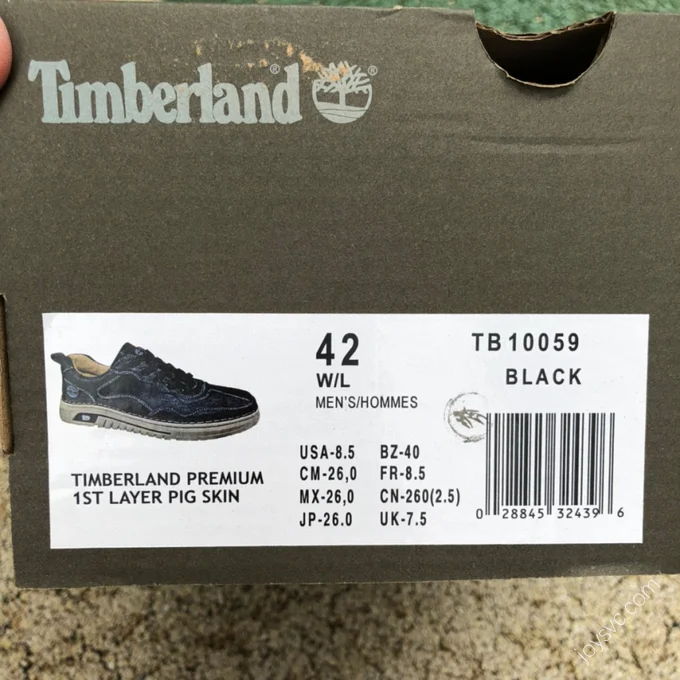 Timberland®
®
42
W/L
MEN'S/HOMMES
TB10059
BLACK
TIMBERLAND PREMIUM
1ST LAYER PIG SKIN
USA-8.5 BZ-40
CM-26,0 FR-8.5
MX-26,0 CN-260(2.5)
JP-26.0 UK-7.5
0 28845 32439 6
joysve.com